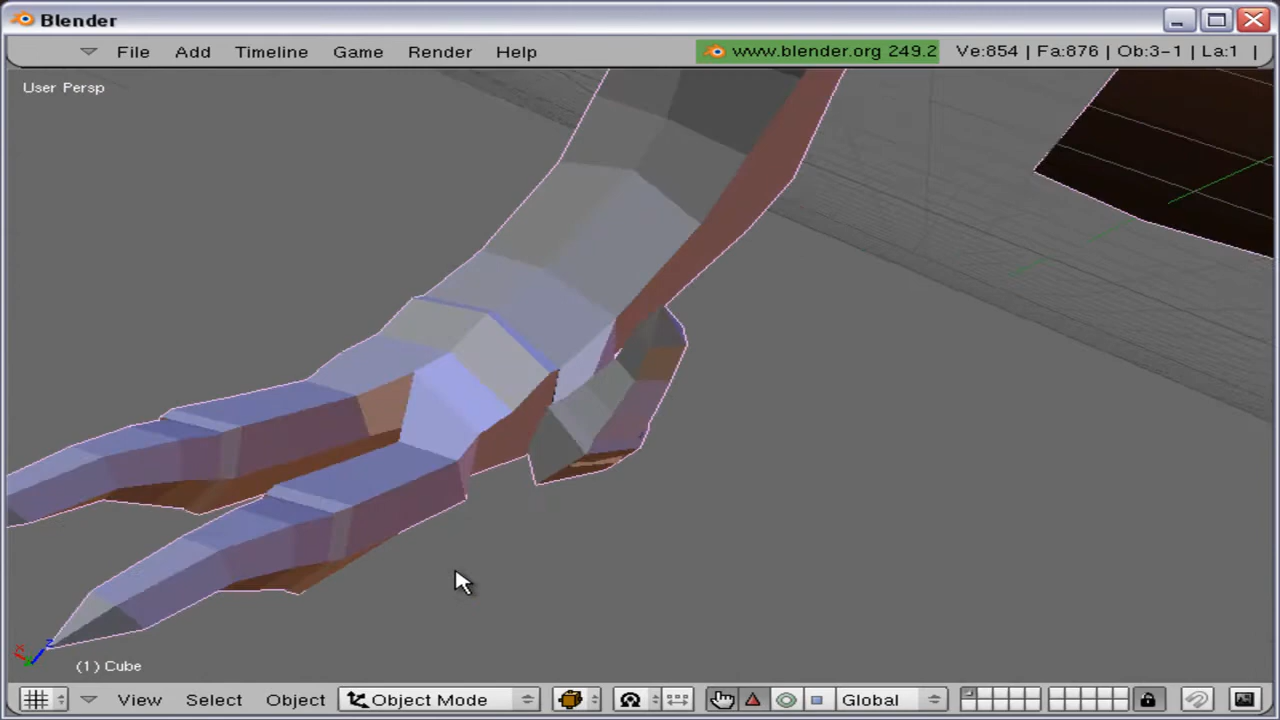 Blender
File Add Timeline Game Render Help www.blender.org 249.2 Ve:854 | Fa:876 | Ob:3-1 | La:1 |
User Persp
x z
(1) Cube
View Select Object Object Mode Global